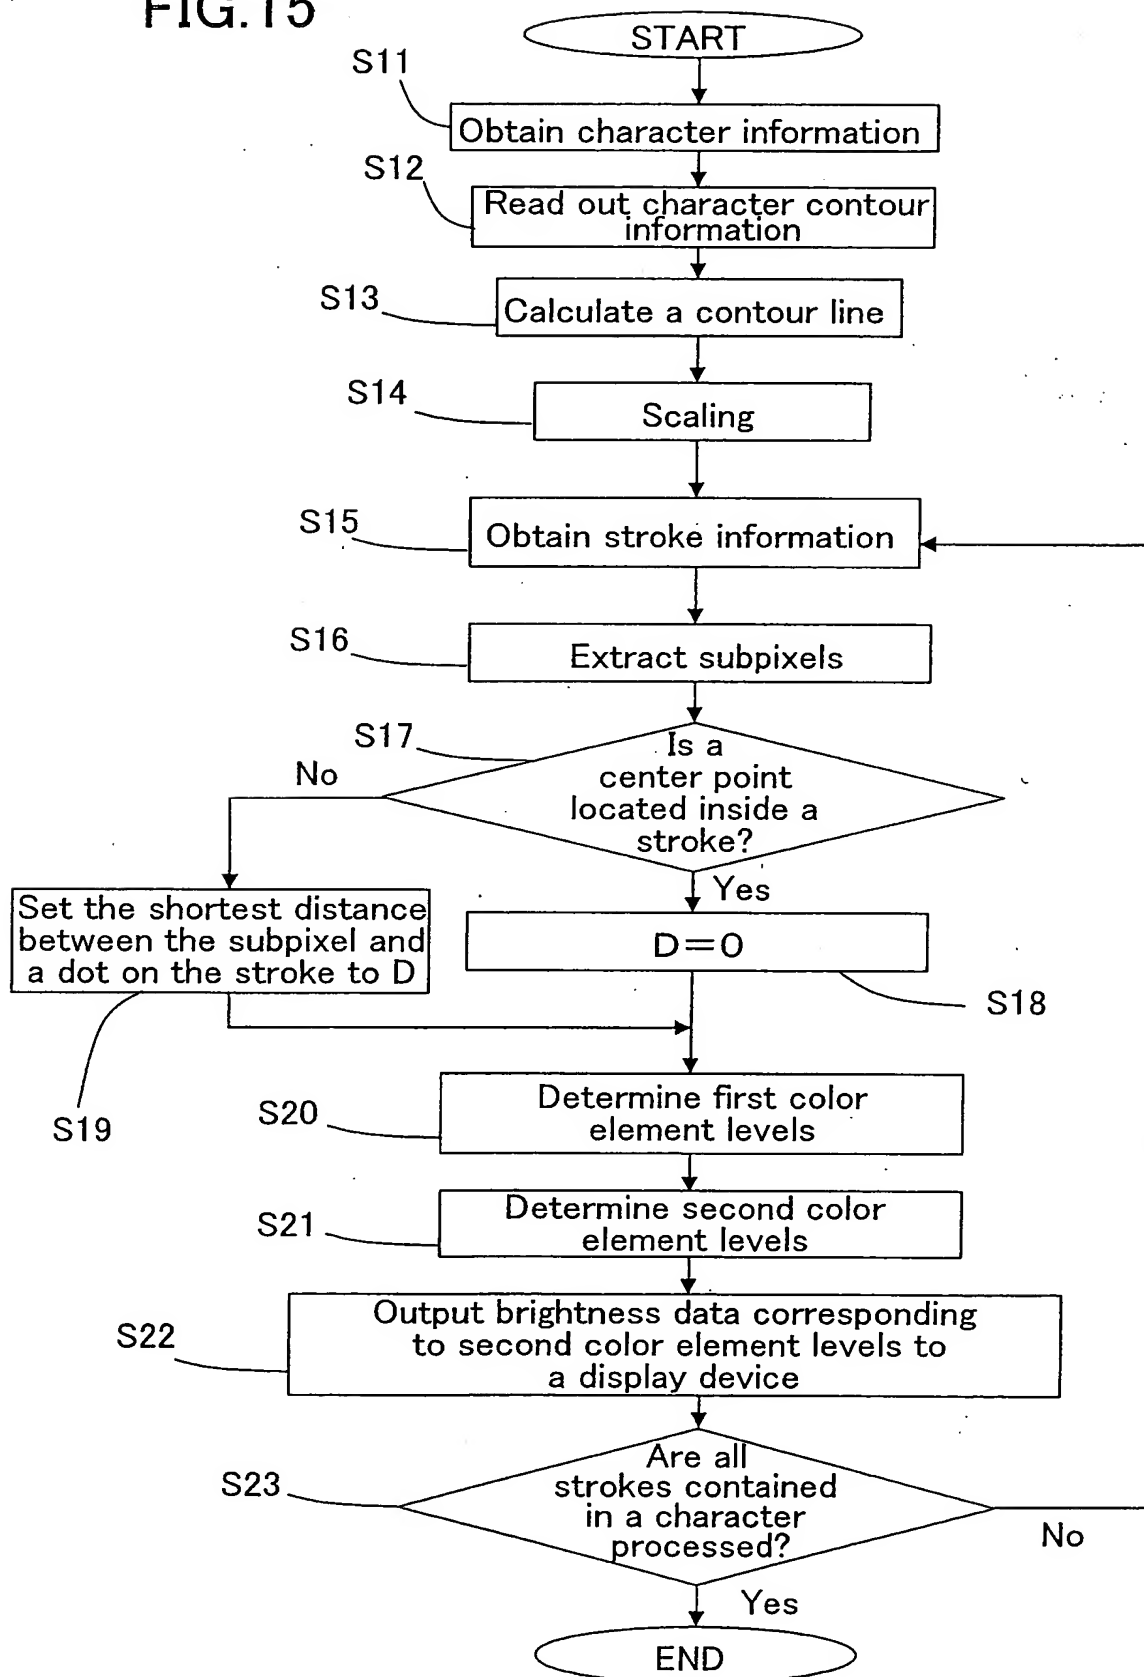 FIG.15
START
S11
Obtain character information
S12
Read out character contour
information
S13
Calculate a contour line
S14
Scaling
S15
Obtain stroke information
S16
Extract subpixels
S17
Is a
center point
located inside a
stroke?
No
Yes
Set the shortest distance
between the subpixel and
a dot on the stroke to D
D=0
S18
S19
S20
Determine first color
element levels
S21
Determine second color
element levels
S22
Output brightness data corresponding
to second color element levels to
a display device
S23
Are all
strokes contained
in a character
processed?
No
Yes
END